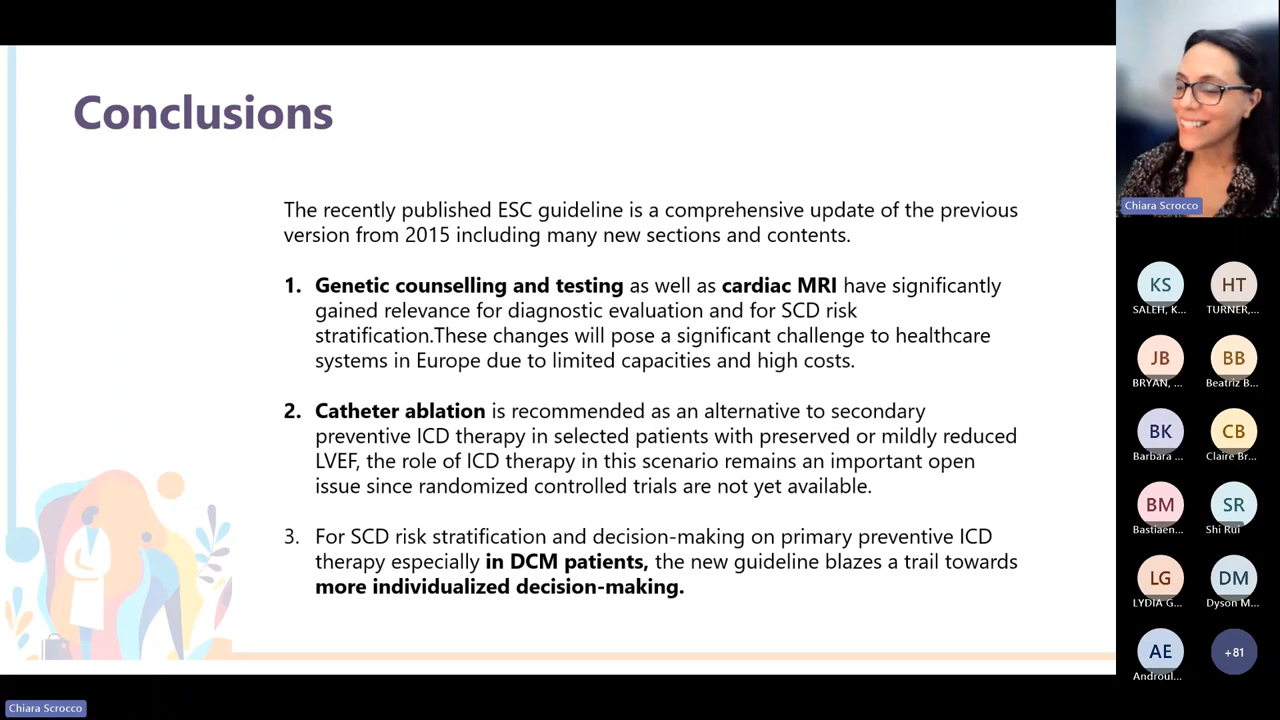 Conclusions
The recently published ESC guideline is a comprehensive update of the previous
version from 2015 including many new sections and contents.
1. Genetic counselling and testing as well as cardiac MRI have significantly
gained relevance for diagnostic evaluation and for SCD risk
stratification.These changes will pose a significant challenge to healthcare
systems in Europe due to limited capacities and high costs.
2. Catheter ablation is recommended as an alternative to secondary
preventive ICD therapy in selected patients with preserved or mildly reduced
LVEF, the role of ICD therapy in this scenario remains an important open
issue since randomized controlled trials are not yet available.
3. For SCD risk stratification and decision-making on primary preventive ICD
therapy especially in DCM patients, the new guideline blazes a trail towards
more individualized decision-making.
Chiara Scrocco
KS
HT
SALEH, K...
TURNER,...
JB
BB
BRYAN, ...
Beatriz B...
BK
CB
Barbara ...
Claire Br...
BM
SR
Bastiaen...
Shi Rui
LG
DM
LYDIA G...
Dyson M...
AE
+81
Androul...
Chiara Scrocco